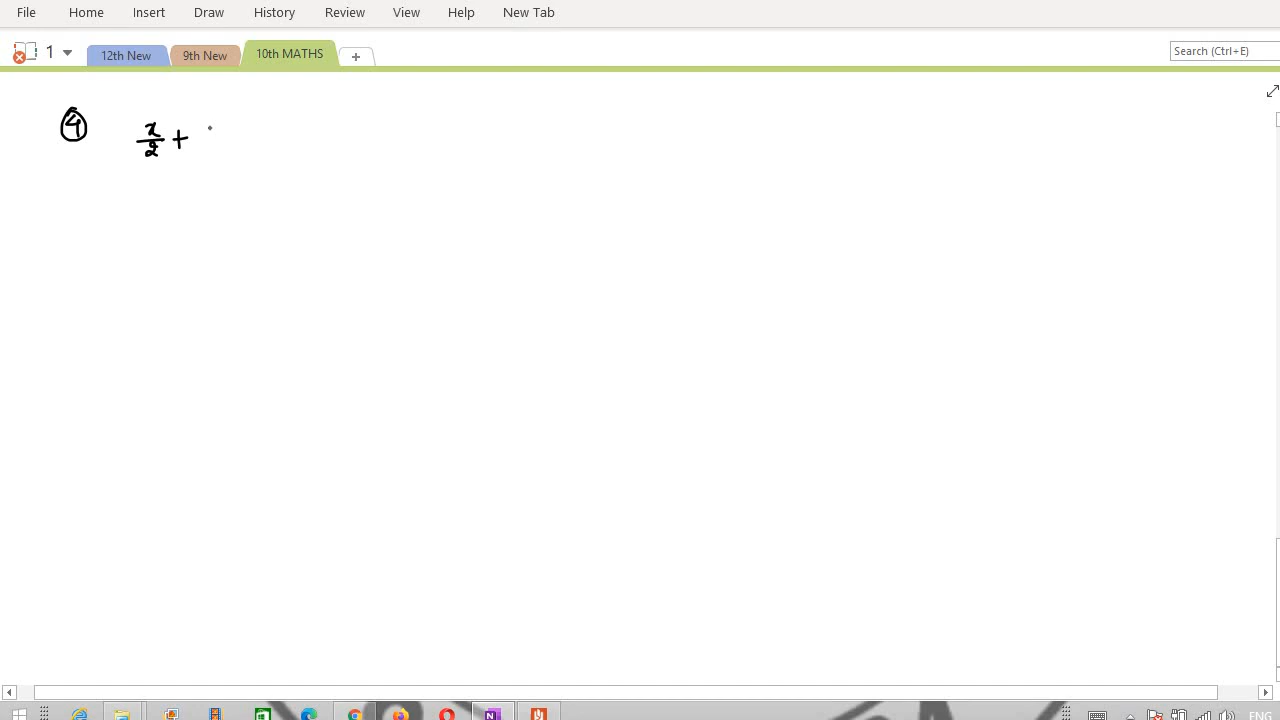 File Home Insert Draw History Review View Help New Tab
1 12th New 9th New 10th MATHS + Search (Ctrl+E)
④ x/2 +
ENG